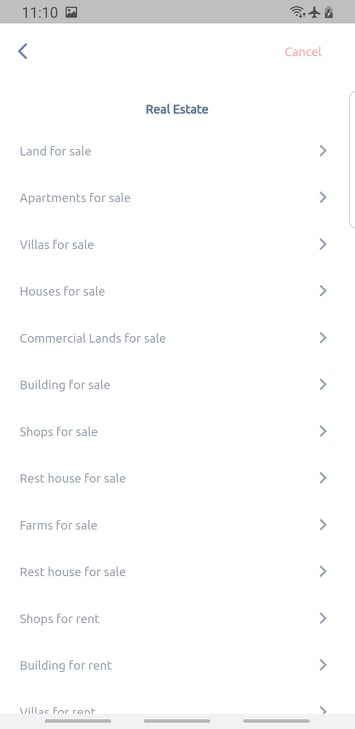 11:10
Cancel
Real Estate
Land for sale
Apartments for sale
Villas for sale
Houses for sale
Commercial Lands for sale
Building for sale
Shops for sale
Rest house for sale
Farms for sale
Rest house for sale
Shops for rent
Building for rent
Villas for rent